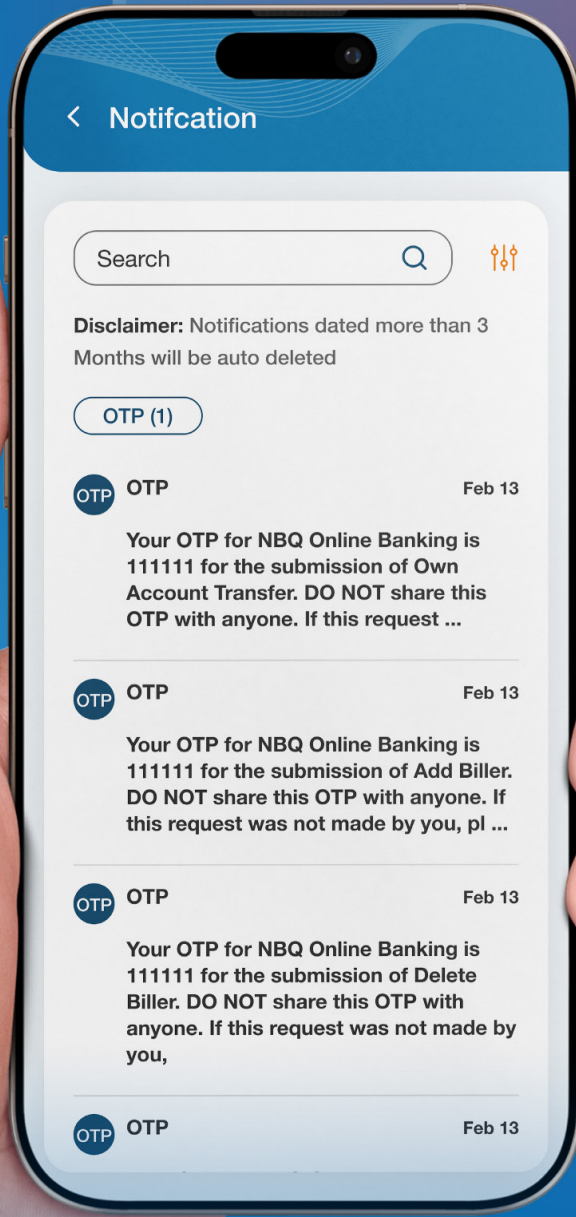 Notifcation
Search
Disclaimer: Notifications dated more than 3
Months will be auto deleted
OTP (1)
OTP OTP Feb 13
Your OTP for NBQ Online Banking is
111111 for the submission of Own
Account Transfer. DO NOT share this
OTP with anyone. If this request ...
OTP OTP Feb 13
Your OTP for NBQ Online Banking is
111111 for the submission of Add Biller.
DO NOT share this OTP with anyone. If
this request was not made by you, pl ...
OTP OTP Feb 13
Your OTP for NBQ Online Banking is
111111 for the submission of Delete
Biller. DO NOT share this OTP with
anyone. If this request was not made by
you,
OTP OTP Feb 13